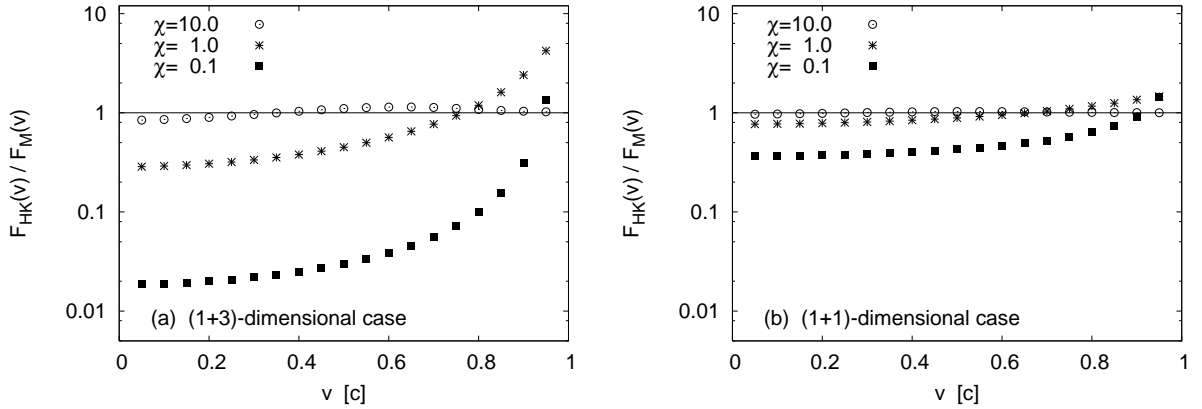 10
1
0.1
0.01
F_HK(v) / F_M(v)
χ=10.0
χ= 1.0
χ= 0.1
(a) (1+3)-dimensional case
0 0.2 0.4 0.6 0.8 1
v [c]
10
1
0.1
0.01
F_HK(v) / F_M(v)
χ=10.0
χ= 1.0
χ= 0.1
(b) (1+1)-dimensional case
0 0.2 0.4 0.6 0.8 1
v [c]